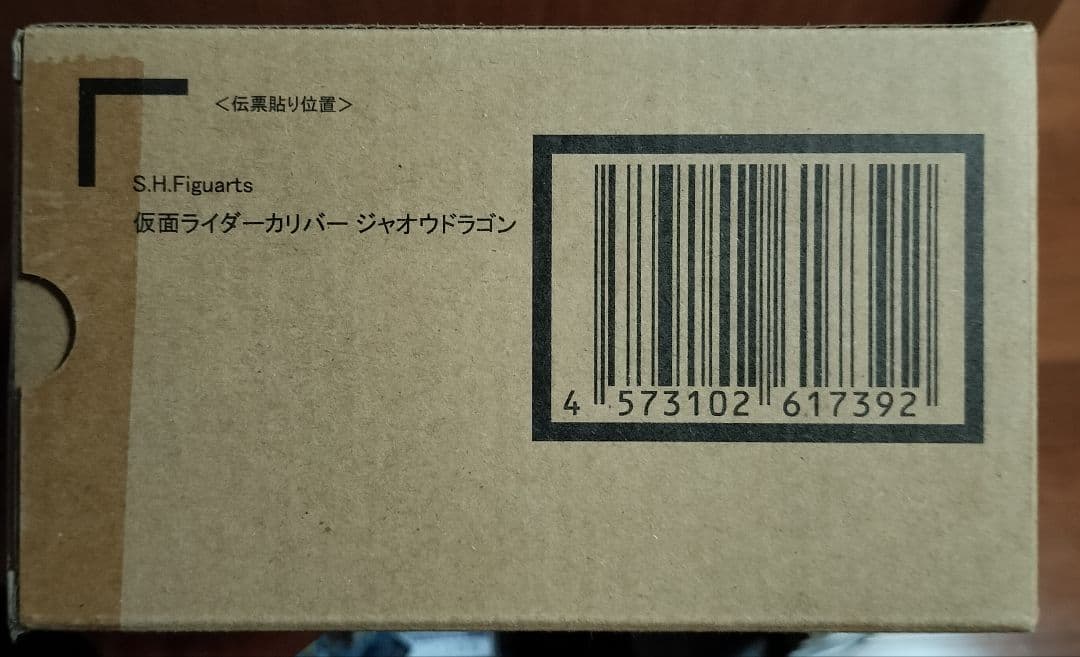 <伝票貼り位置>
S.H.Figuarts
仮面ライダーカリバー ジャオウドラゴン
4 573102 617392